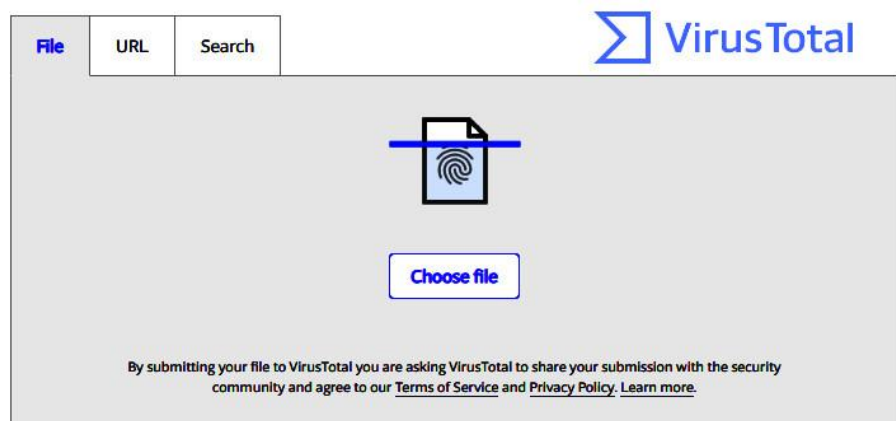 File URL Search
VirusTotal
Choose file
By submitting your file to VirusTotal you are asking VirusTotal to share your submission with the security
community and agree to our Terms of Service and Privacy Policy. Learn more.